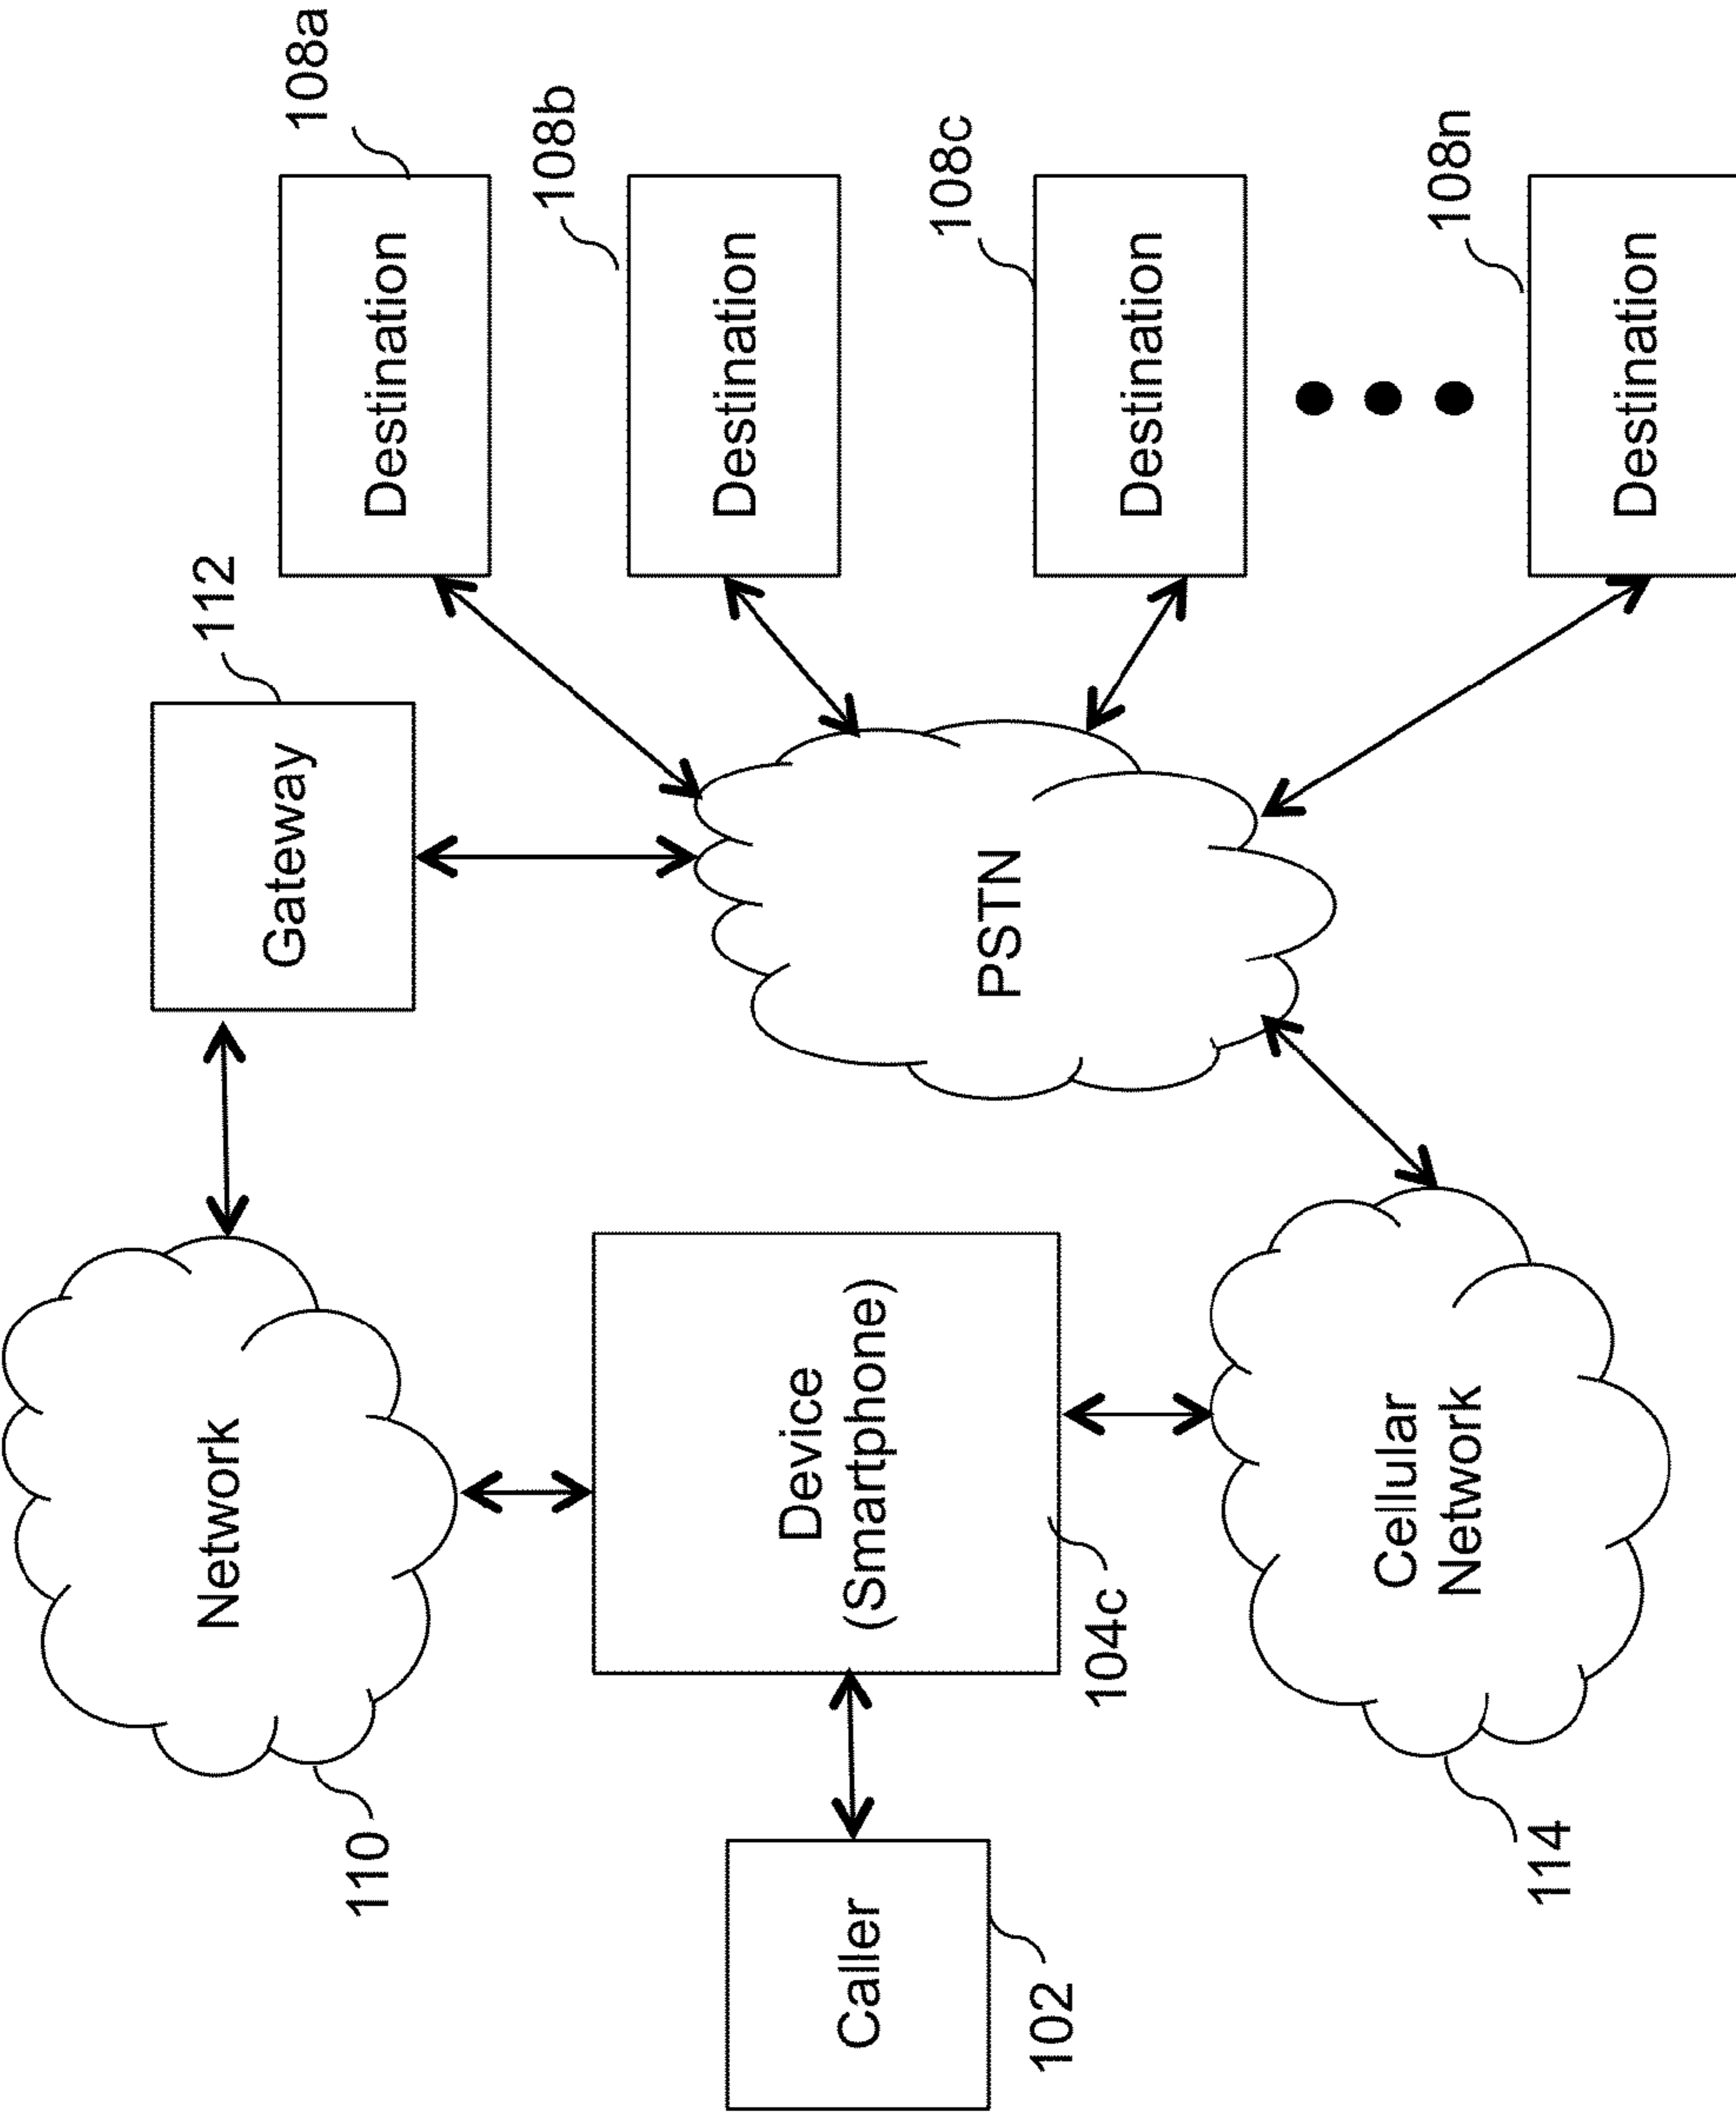 Caller
102
Network
110
Device
(Smartphone)
104c
Cellular
Network
114
Gateway
112
PSTN
Destination
108a
Destination
108b
Destination
108c
Destination
108n